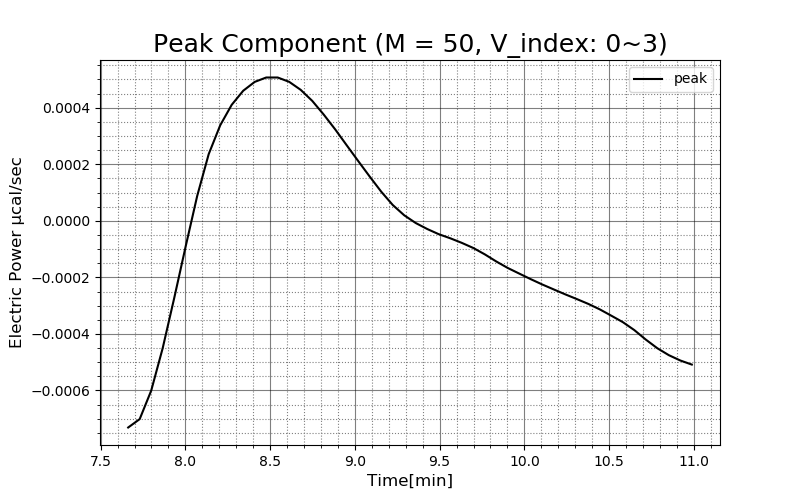 Peak Component (M = 50, V_index: 0~3)
peak
Electric Power μcal/sec
0.0004
0.0002
0.0000
−0.0002
−0.0004
−0.0006
7.5 8.0 8.5 9.0 9.5 10.0 10.5 11.0
Time[min]